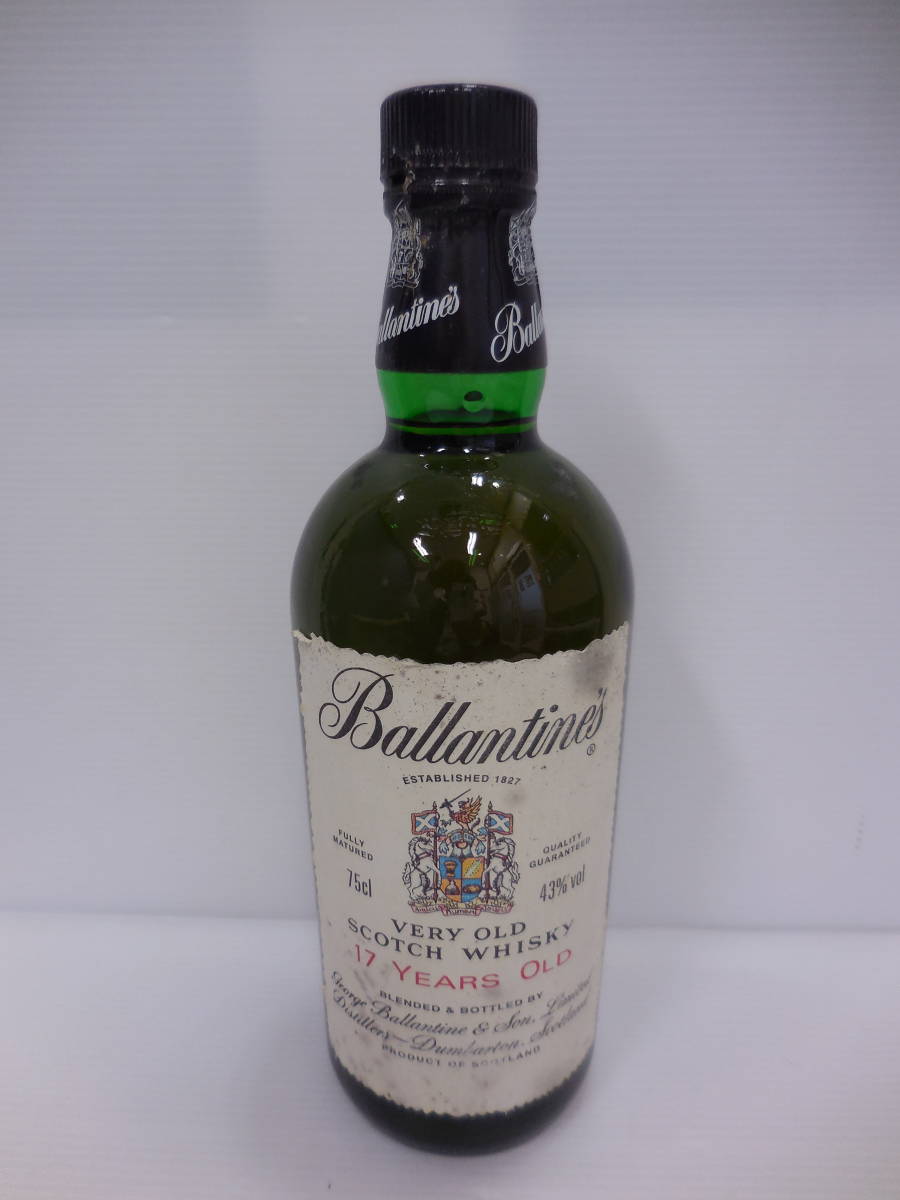 Ballantine's
Ballantine's®
ESTABLISHED 1827
FULLY
MATURED
QUALITY
GUARANTEED
75cl
43% vol
VERY OLD
SCOTCH WHISKY
17 YEARS OLD
BLENDED & BOTTLED BY
George Ballantine & Son, Limited
Distillers — Dumbarton, Scotland
PRODUCT OF SCOTLAND